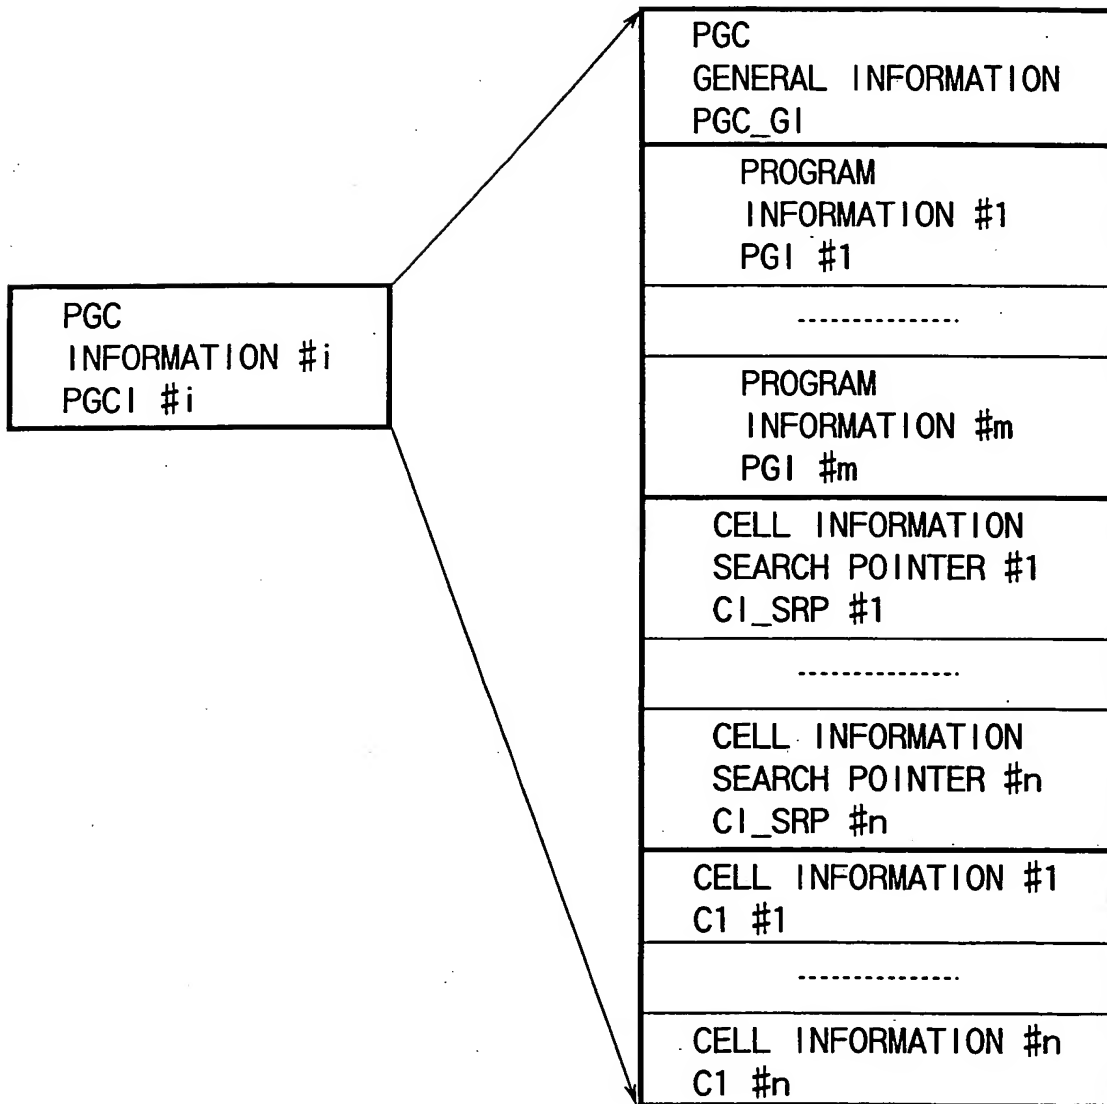 PGC
GENERAL INFORMATION
PGC_GI
PROGRAM
INFORMATION #1
PGI #1
PGC
INFORMATION #i
PGCI #i
PROGRAM
INFORMATION #m
PGI #m
CELL INFORMATION
SEARCH POINTER #1
CI_SRP #1
CELL INFORMATION
SEARCH POINTER #n
CI_SRP #n
CELL INFORMATION #1
C1 #1
CELL INFORMATION #n
C1 #n